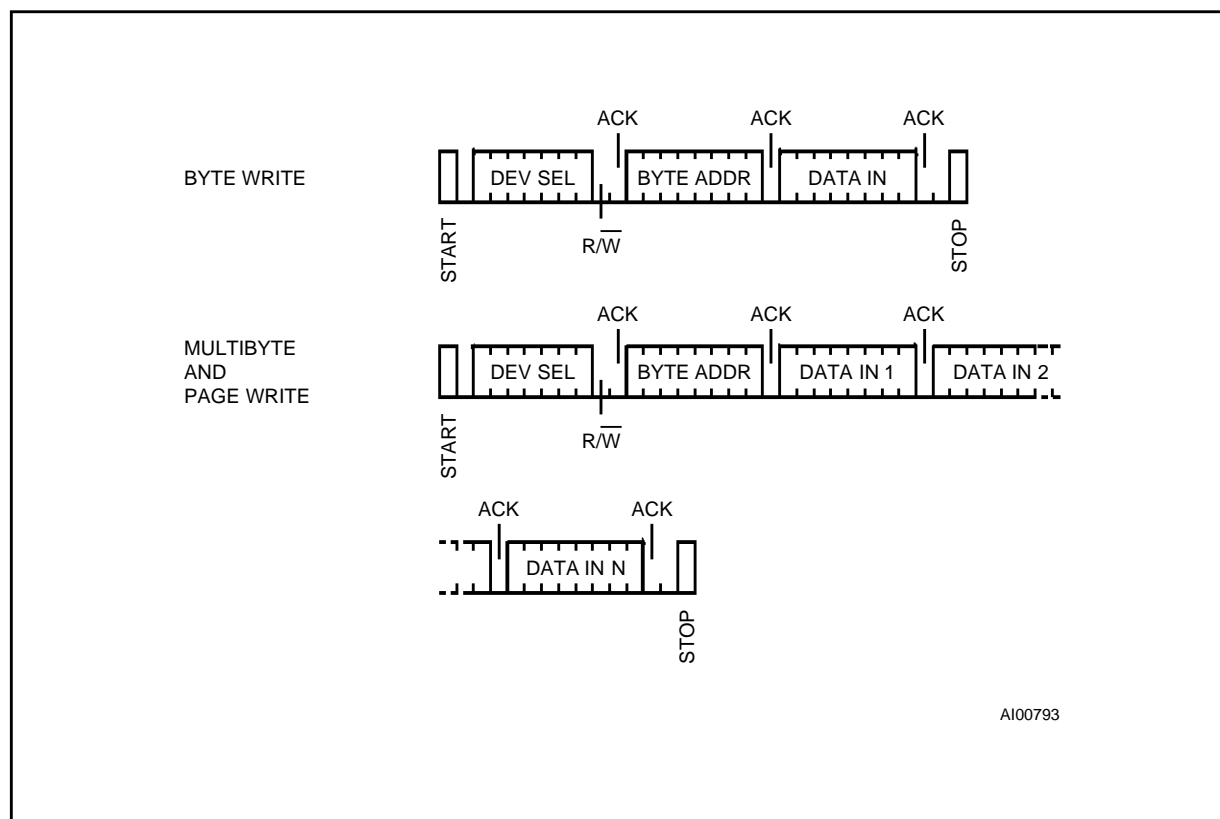 ACK ACK ACK
BYTE WRITE DEV SEL BYTE ADDR DATA IN
R/W̅
START STOP
ACK ACK ACK
MULTIBYTE
AND
PAGE WRITE
DEV SEL BYTE ADDR DATA IN 1 DATA IN 2
R/W̅
START
ACK ACK
DATA IN N
STOP
AI00793